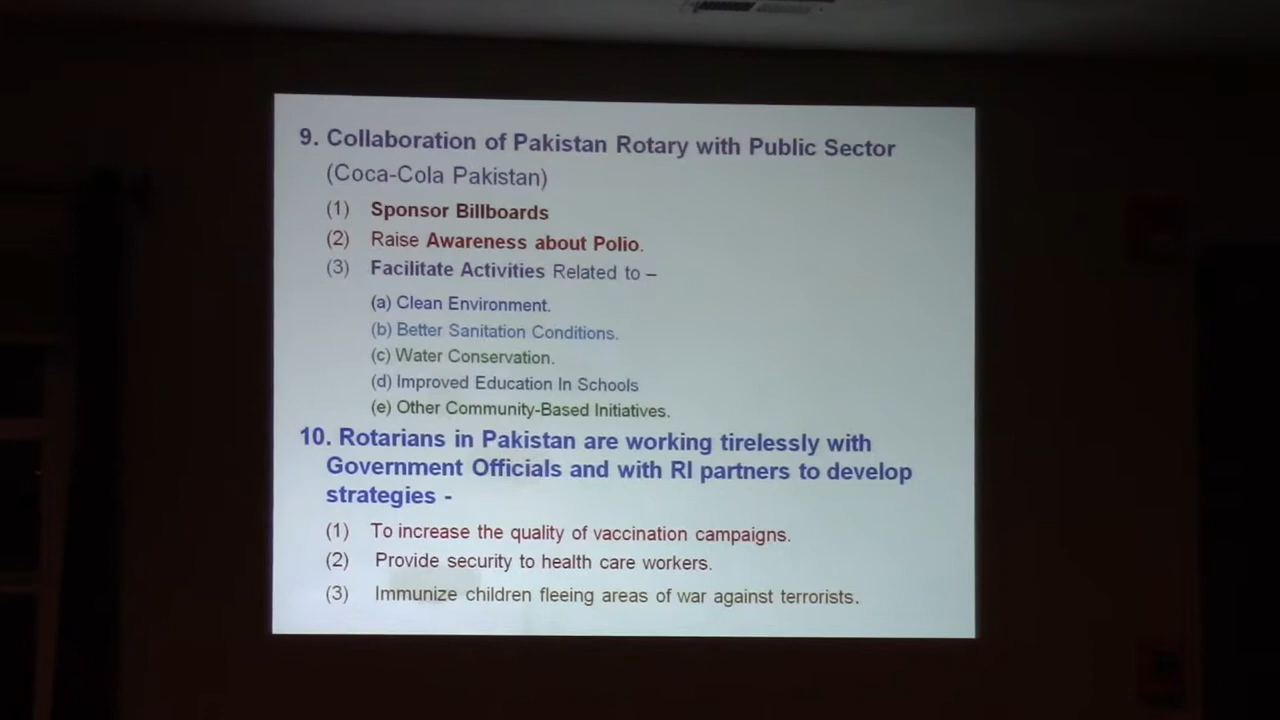 9. Collaboration of Pakistan Rotary with Public Sector
(Coca-Cola Pakistan)
(1) Sponsor Billboards
(2) Raise Awareness about Polio.
(3) Facilitate Activities Related to –
(a) Clean Environment.
(b) Better Sanitation Conditions.
(c) Water Conservation.
(d) Improved Education In Schools
(e) Other Community-Based Initiatives.
10. Rotarians in Pakistan are working tirelessly with
Government Officials and with RI partners to develop
strategies -
(1) To increase the quality of vaccination campaigns.
(2) Provide security to health care workers.
(3) Immunize children fleeing areas of war against terrorists.